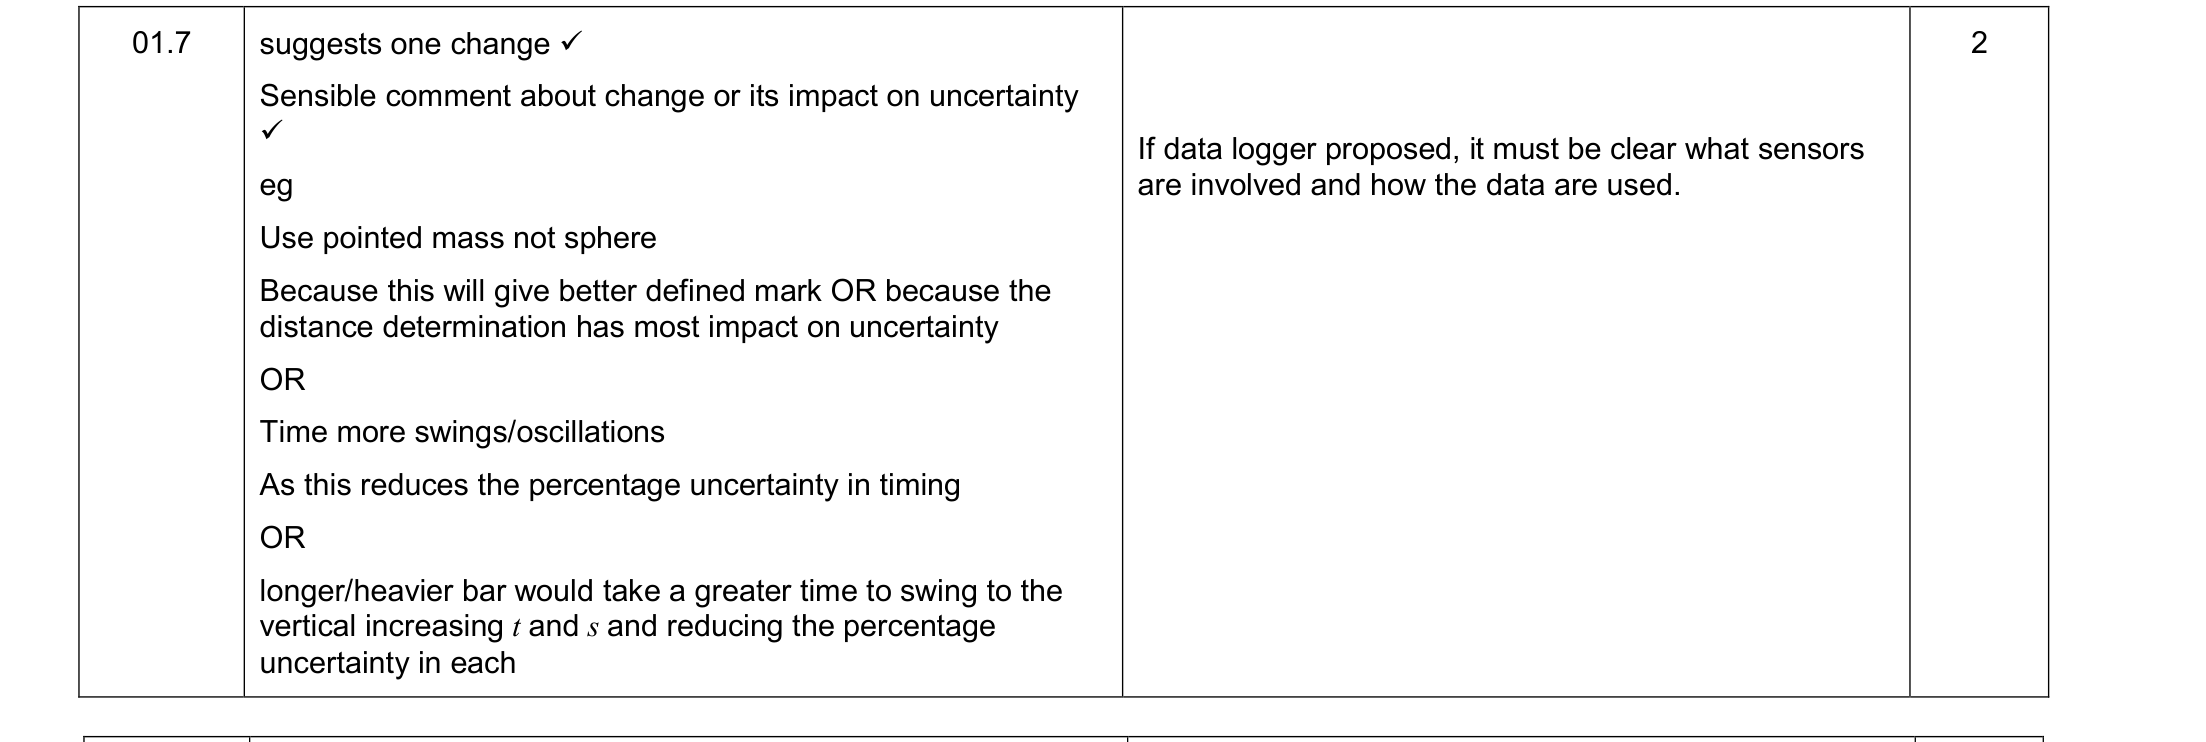 01.7
suggests one change ✓
Sensible comment about change or its impact on uncertainty
✓
eg
Use pointed mass not sphere
Because this will give better defined mark OR because the
distance determination has most impact on uncertainty
OR
Time more swings/oscillations
As this reduces the percentage uncertainty in timing
OR
longer/heavier bar would take a greater time to swing to the
vertical increasing t and s and reducing the percentage
uncertainty in each
If data logger proposed, it must be clear what sensors
are involved and how the data are used.
2